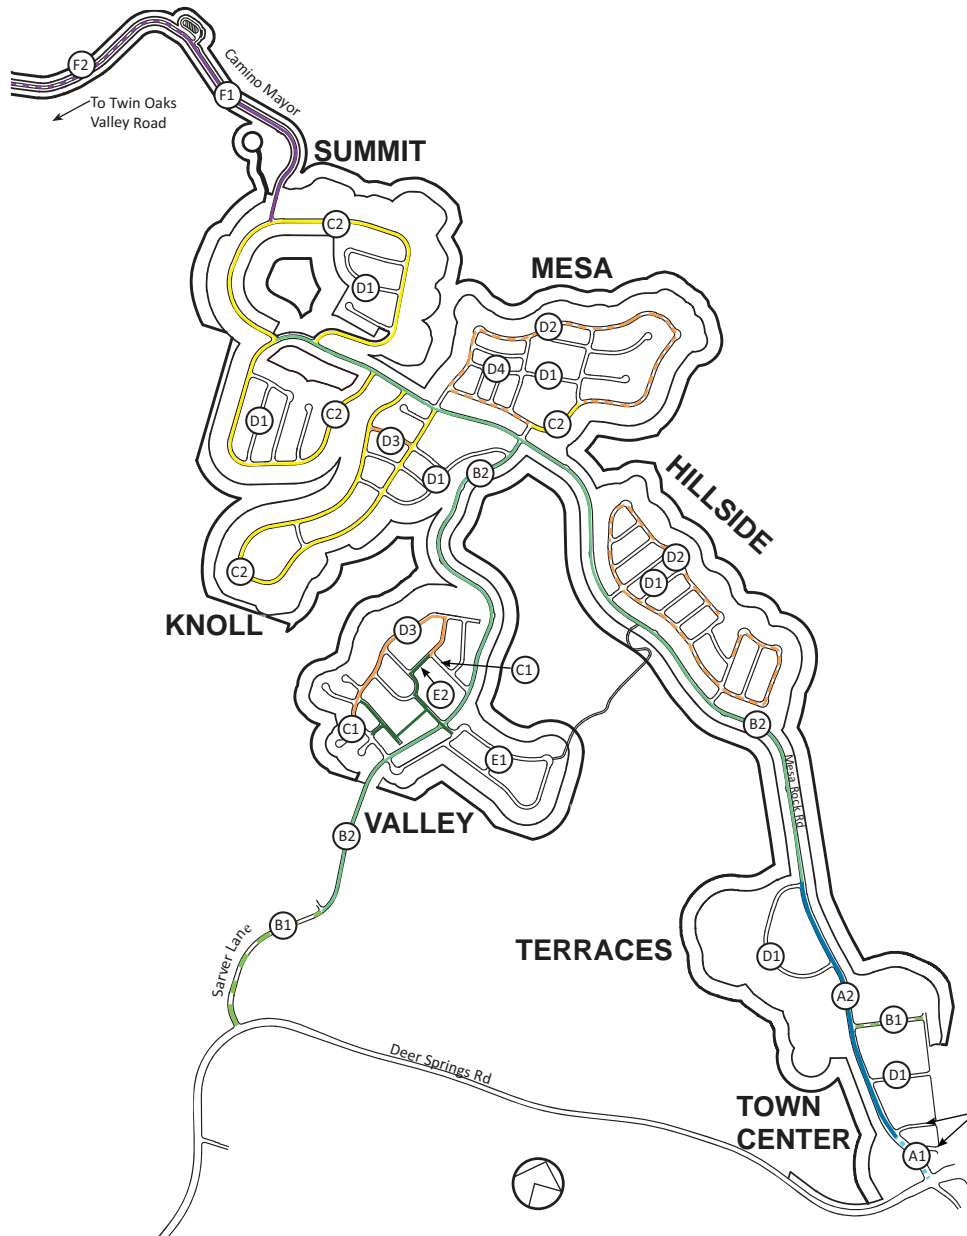 F2
Camino Mayor
F1
To Twin Oaks
Valley Road
SUMMIT
C2
MESA
D1
D2
D4
D1
D1
C2
C2
D3
D1
B2
HILLSIDE
D2
C2
D1
KNOLL
D3
C1
E2
C1
B2
E1
Mesa Rock Rd
VALLEY
B2
B1
Sarver Lane
TERRACES
D1
A2
B1
Deer Springs Rd
D1
TOWN
CENTER
A1